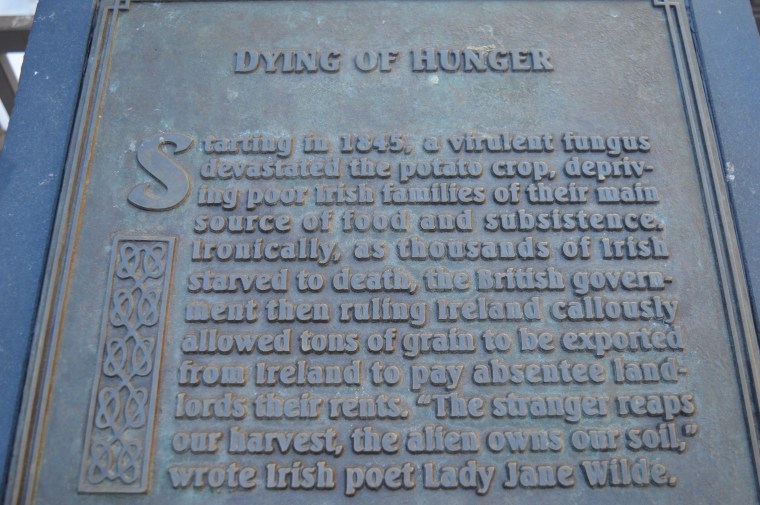 DYING OF HUNGER
Starting in 1845, a virulent fungus
devastated the potato crop, depriv-
ing poor Irish families of their main
source of food and subsistence.
Ironically, as thousands of Irish
starved to death, the British govern-
ment then ruling Ireland callously
allowed tons of grain to be exported
from Ireland to pay absentee land-
lords their rents. “The stranger reaps
our harvest, the alien owns our soil,”
wrote Irish poet Lady Jane Wilde.